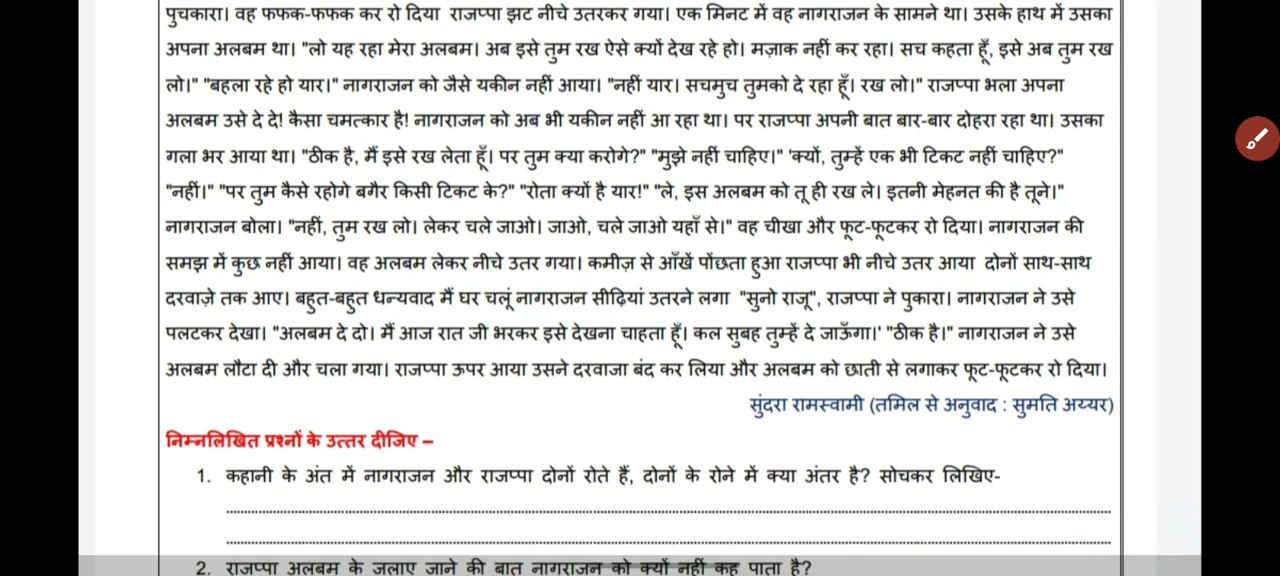 पुचकारा। वह फफक-फफक कर रो दिया राजप्पा झट नीचे उतरकर गया। एक मिनट में वह नागराजन के सामने था। उसके हाथ में उसका
अपना अलबम था। "लो यह रहा मेरा अलबम। अब इसे तुम रख ऐसे क्यों देख रहे हो। मज़ाक नहीं कर रहा। सच कहता हूँ, इसे अब तुम रख
लो।" "बहला रहे हो यार।" नागराजन को जैसे यकीन नहीं आया। "नहीं यार। सचमुच तुमको दे रहा हूँ। रख लो।" राजप्पा भला अपना
अलबम उसे दे दे! कैसा चमत्कार है! नागराजन को अब भी यकीन नहीं आ रहा था। पर राजप्पा अपनी बात बार-बार दोहरा रहा था। उसका
गला भर आया था। "ठीक है, मैं इसे रख लेता हूँ। पर तुम क्या करोगे?" "मुझे नहीं चाहिए।" 'क्यों, तुम्हें एक भी टिकट नहीं चाहिए?"
"नहीं।" "पर तुम कैसे रहोगे बगैर किसी टिकट के?" "रोता क्यों है यार!" "ले, इस अलबम को तू ही रख ले। इतनी मेहनत की है तूने।"
नागराजन बोला। "नहीं, तुम रख लो। लेकर चले जाओ। जाओ, चले जाओ यहाँ से।" वह चीखा और फूट-फूटकर रो दिया। नागराजन की
समझ में कुछ नहीं आया। वह अलबम लेकर नीचे उतर गया। कमीज़ से आँखें पोंछता हुआ राजप्पा भी नीचे उतर आया दोनों साथ-साथ
दरवाज़े तक आए। बहुत-बहुत धन्यवाद मैं घर चलूं नागराजन सीढ़ियां उतरने लगा "सुनो राजू", राजप्पा ने पुकारा। नागराजन ने उसे
पलटकर देखा। "अलबम दे दो। मैं आज रात जी भरकर इसे देखना चाहता हूँ। कल सुबह तुम्हें दे जाऊँगा।' "ठीक है।" नागराजन ने उसे
अलबम लौटा दी और चला गया। राजप्पा ऊपर आया उसने दरवाजा बंद कर लिया और अलबम को छाती से लगाकर फूट-फूटकर रो दिया।
सुंदरा रामस्वामी (तमिल से अनुवाद : सुमति अय्यर)
निम्नलिखित प्रश्नों के उत्तर दीजिए –
1. कहानी के अंत में नागराजन और राजप्पा दोनों रोते हैं, दोनों के रोने में क्या अंतर है? सोचकर लिखिए-
2. राजप्पा अलबम के जलाए जाने की बात नागराजन को क्यों नहीं कह पाता है?